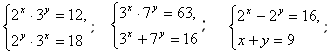 {2^x · 3^y = 12, 2^y · 3^x = 18 ;
{3^x · 7^y = 63, 3^x + 7^y = 16 ;
{2^x − 2^y = 16, x + y = 9